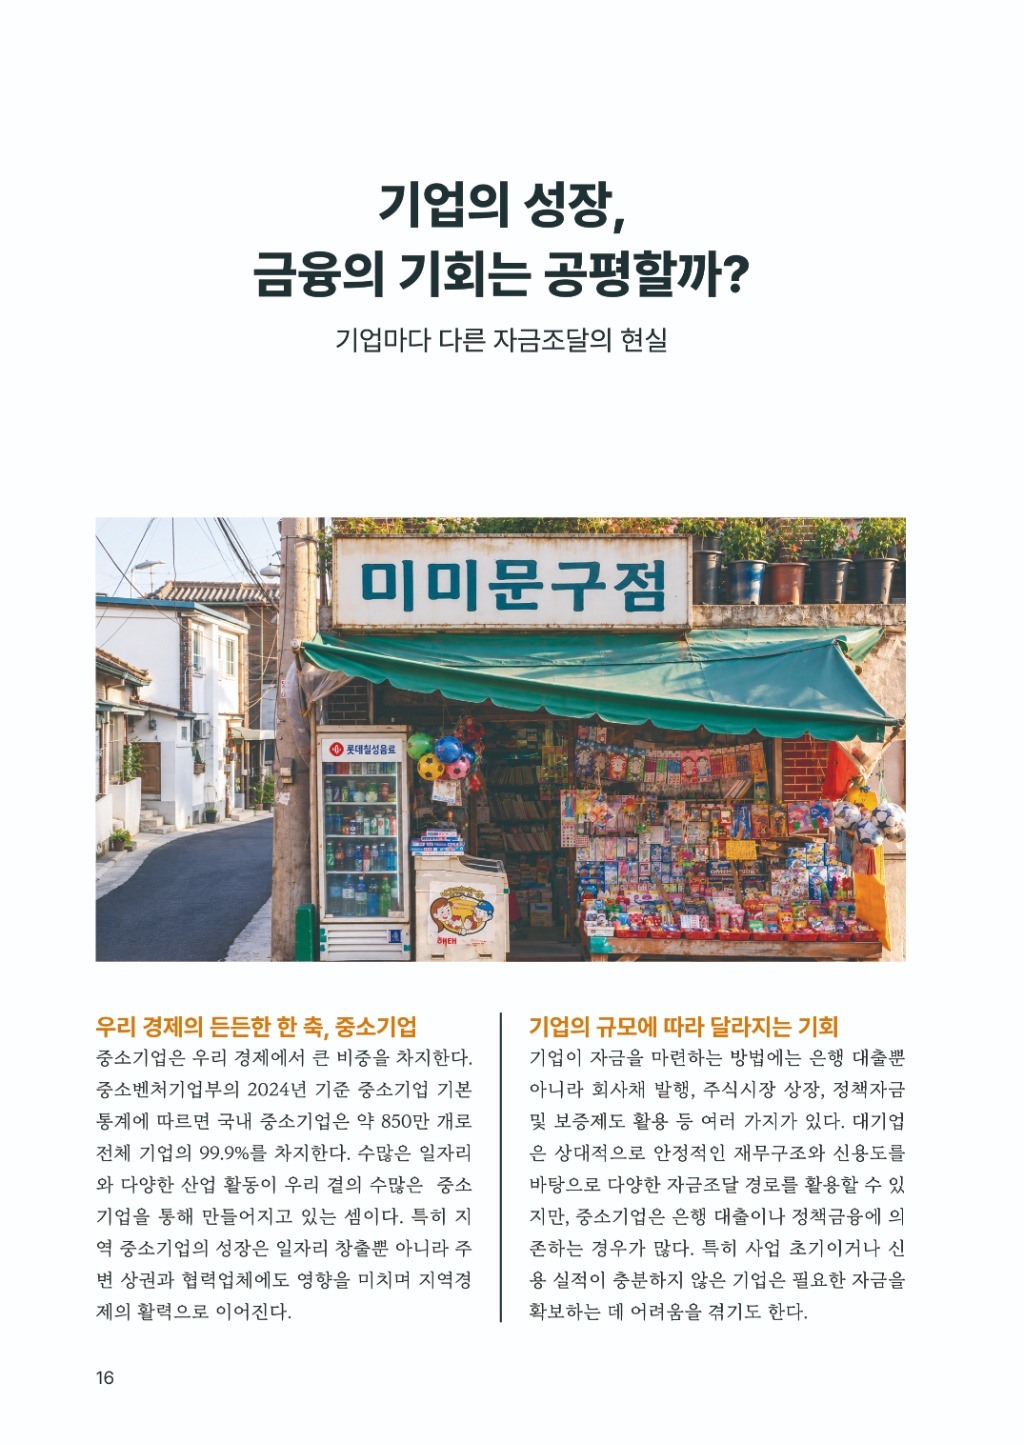 기업의 성장,
금융의 기회는 공평할까?
기업마다 다른 자금조달의 현실
미미문구점
롯데칠성음료
해태
우리 경제의 든든한 한 축, 중소기업
중소기업은 우리 경제에서 큰 비중을 차지한다.
중소벤처기업부의 2024년 기준 중소기업 기본
통계에 따르면 국내 중소기업은 약 850만 개로
전체 기업의 99.9%를 차지한다. 수많은 일자리
와 다양한 산업 활동이 우리 곁의 수많은 중소
기업을 통해 만들어지고 있는 셈이다. 특히 지
역 중소기업의 성장은 일자리 창출뿐 아니라 주
변 상권과 협력업체에도 영향을 미치며 지역경
제의 활력으로 이어진다.
기업의 규모에 따라 달라지는 기회
기업이 자금을 마련하는 방법에는 은행 대출뿐
아니라 회사채 발행, 주식시장 상장, 정책자금
및 보증제도 활용 등 여러 가지가 있다. 대기업
은 상대적으로 안정적인 재무구조와 신용도를
바탕으로 다양한 자금조달 경로를 활용할 수 있
지만, 중소기업은 은행 대출이나 정책금융에 의
존하는 경우가 많다. 특히 사업 초기이거나 신
용 실적이 충분하지 않은 기업은 필요한 자금을
확보하는 데 어려움을 겪기도 한다.
16